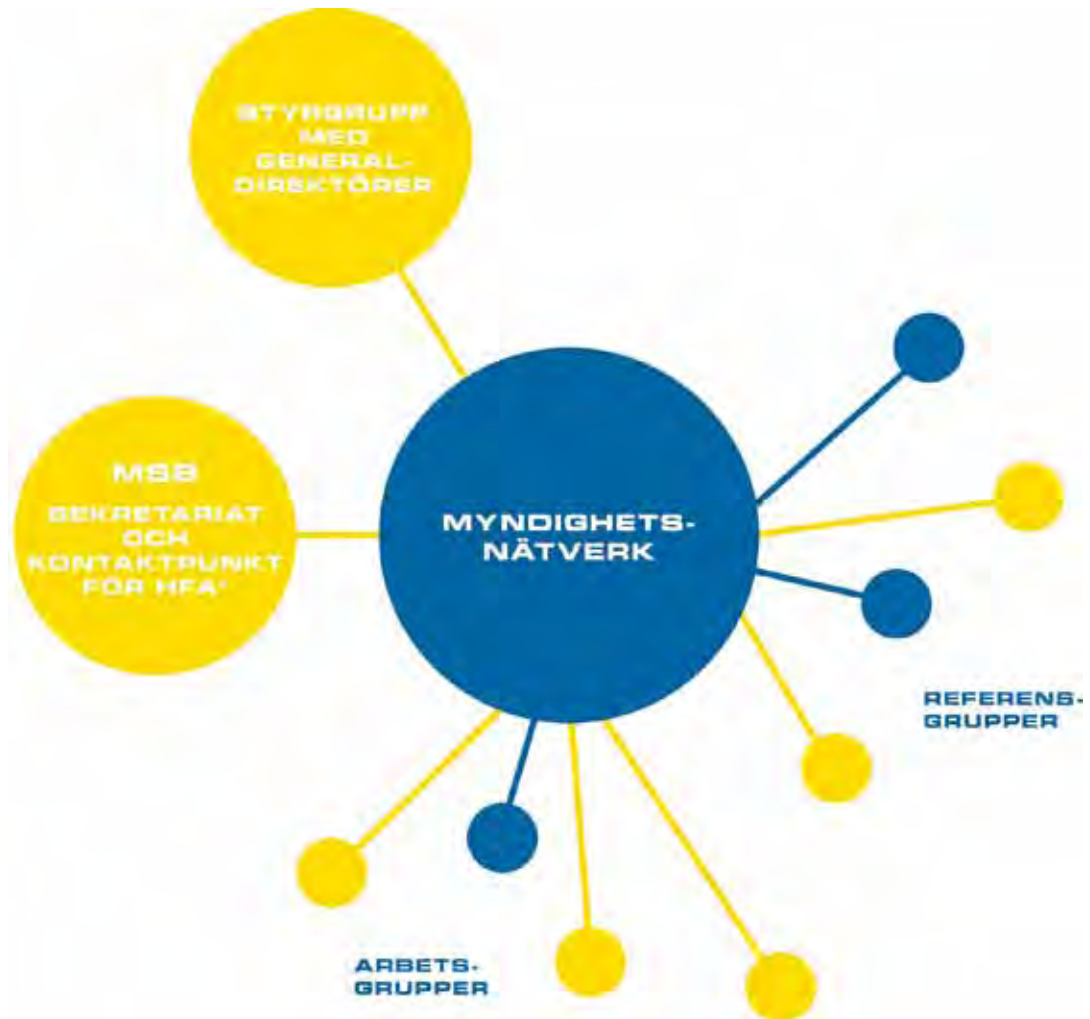 STYRGRUPP
MED
GENERAL-
DIREKTÖRER
MSB
SEKRETARIAT
OCH
KONTAKTPUNKT
FÖR HFA*
MYNDIGHETS-
NÄTVERK
REFERENS-
GRUPPER
ARBETS-
GRUPPER